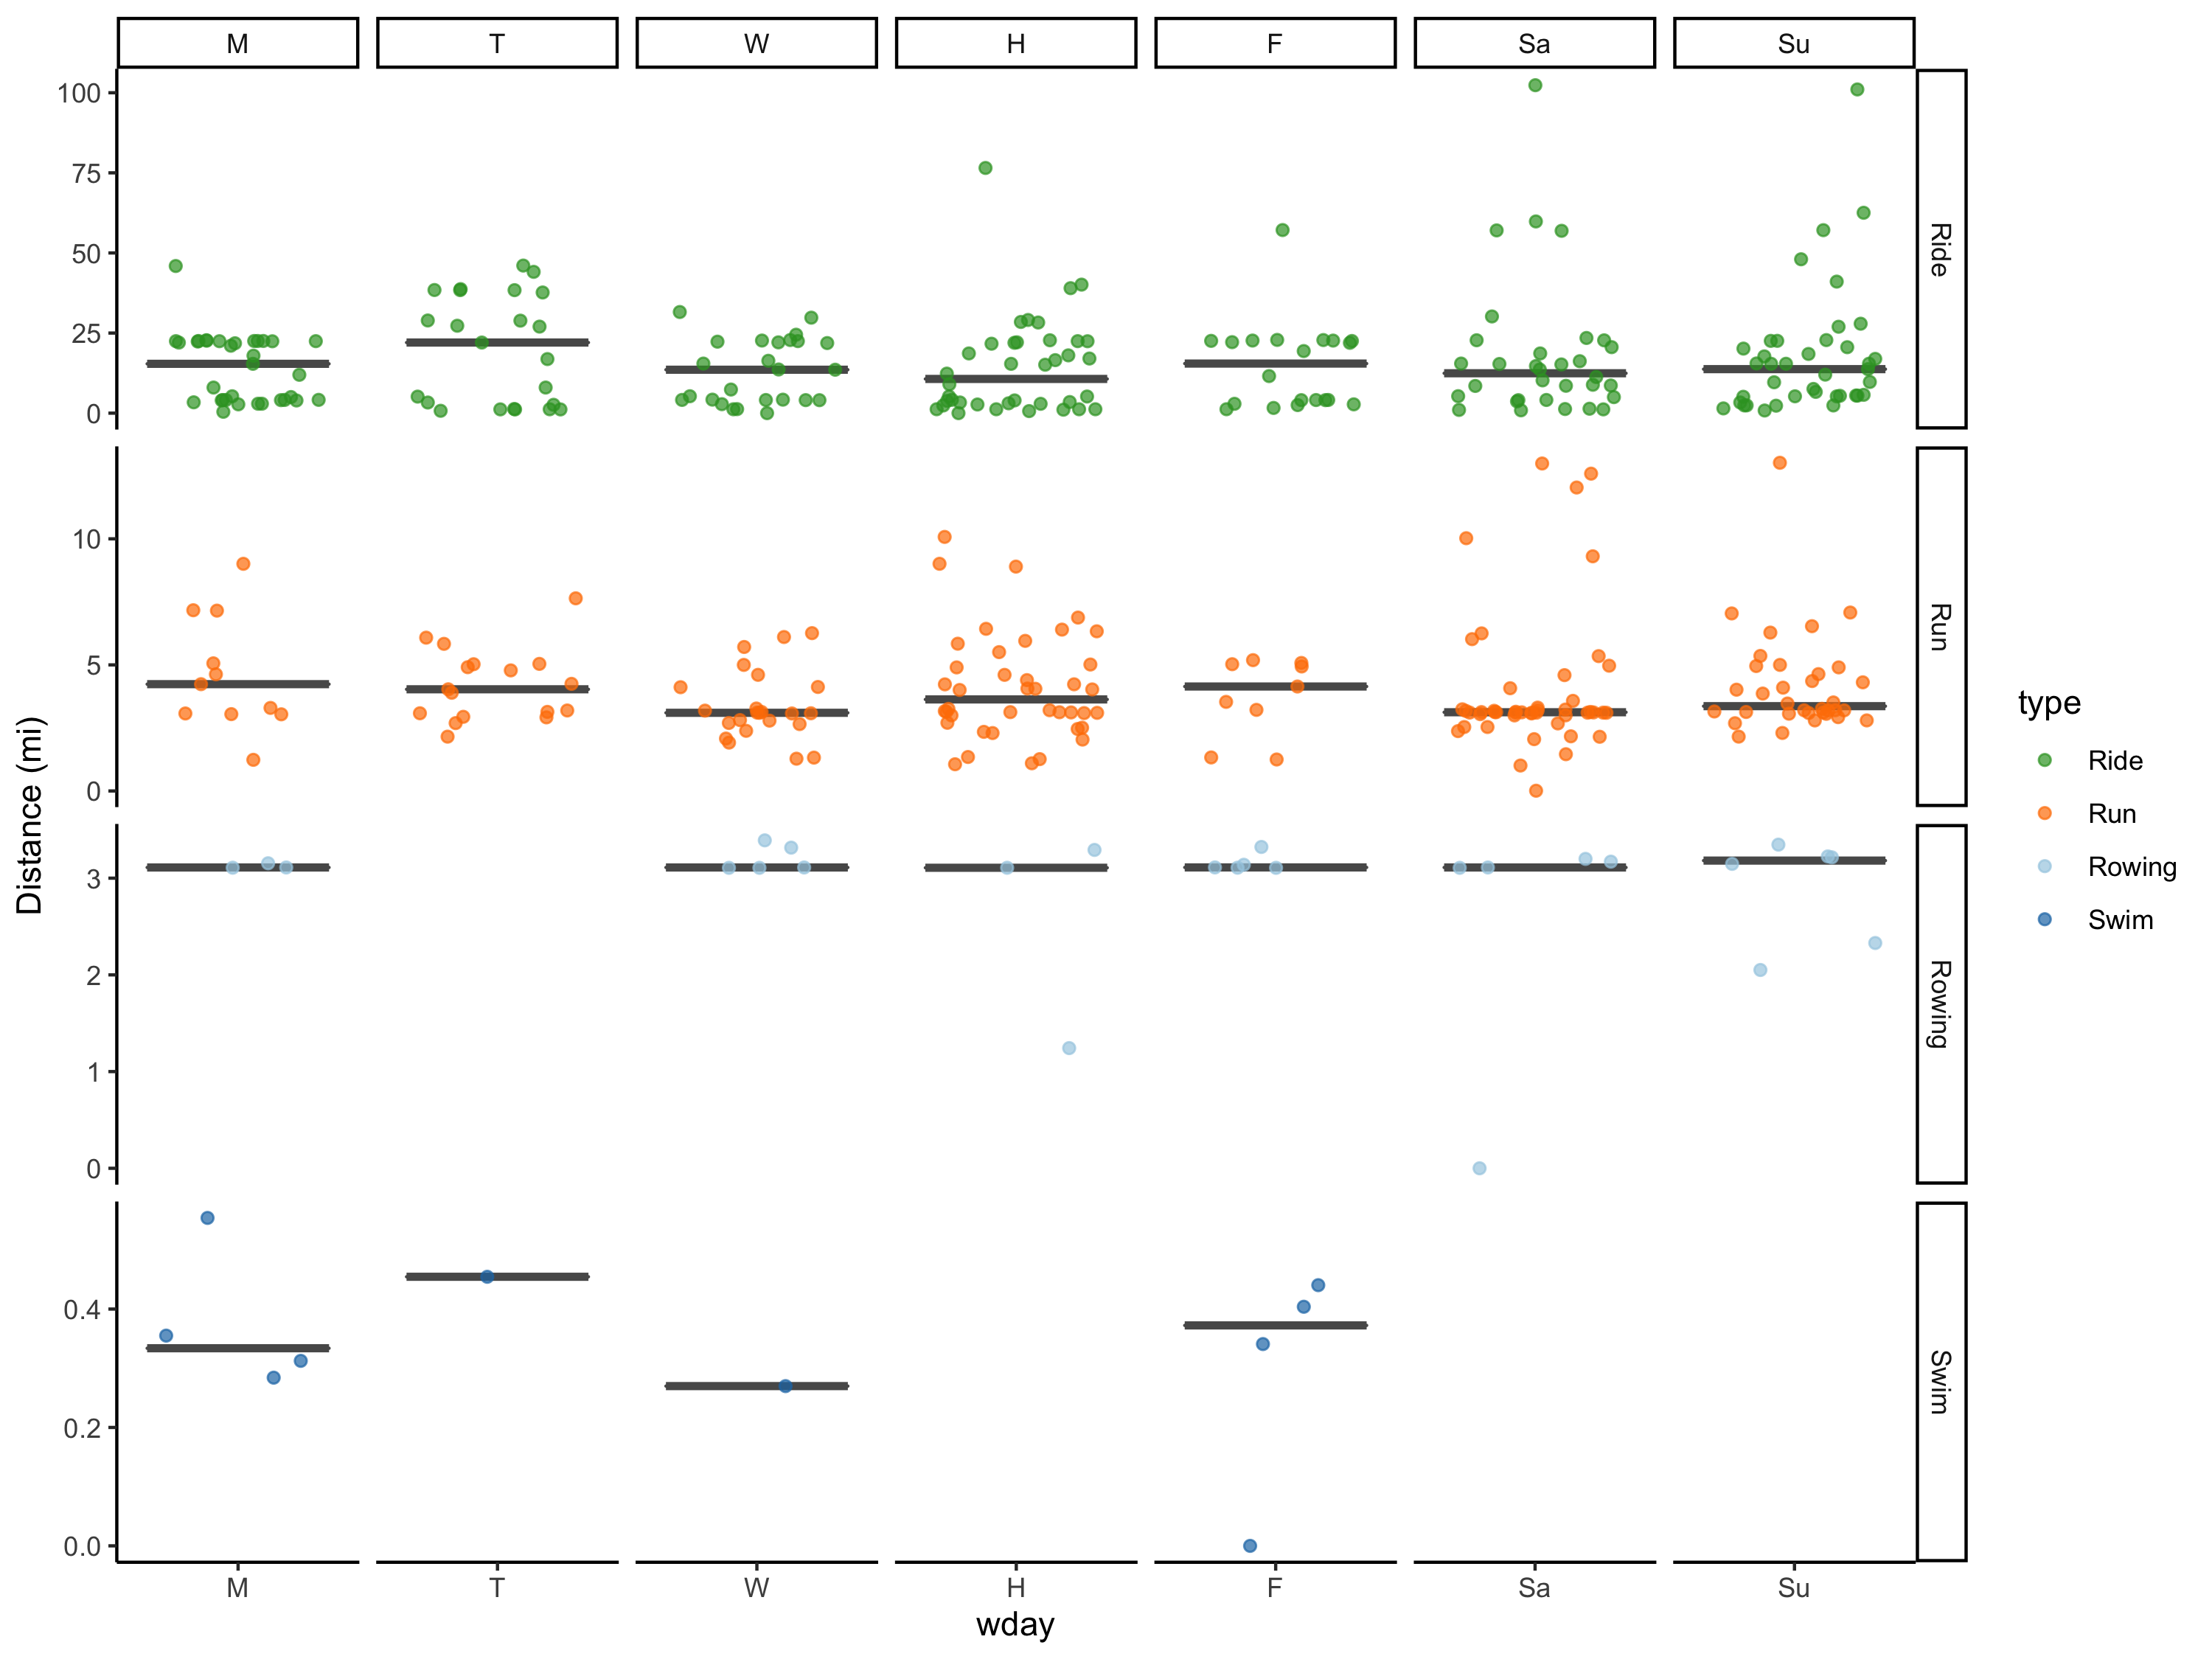 M T W H F Sa Su
100
75
50
25
0
Ride
10
5
0
Run
3
2
1
0
Rowing
0.4
0.2
0.0
Swim
Distance (mi)
M T W H F Sa Su
wday
type
Ride
Run
Rowing
Swim